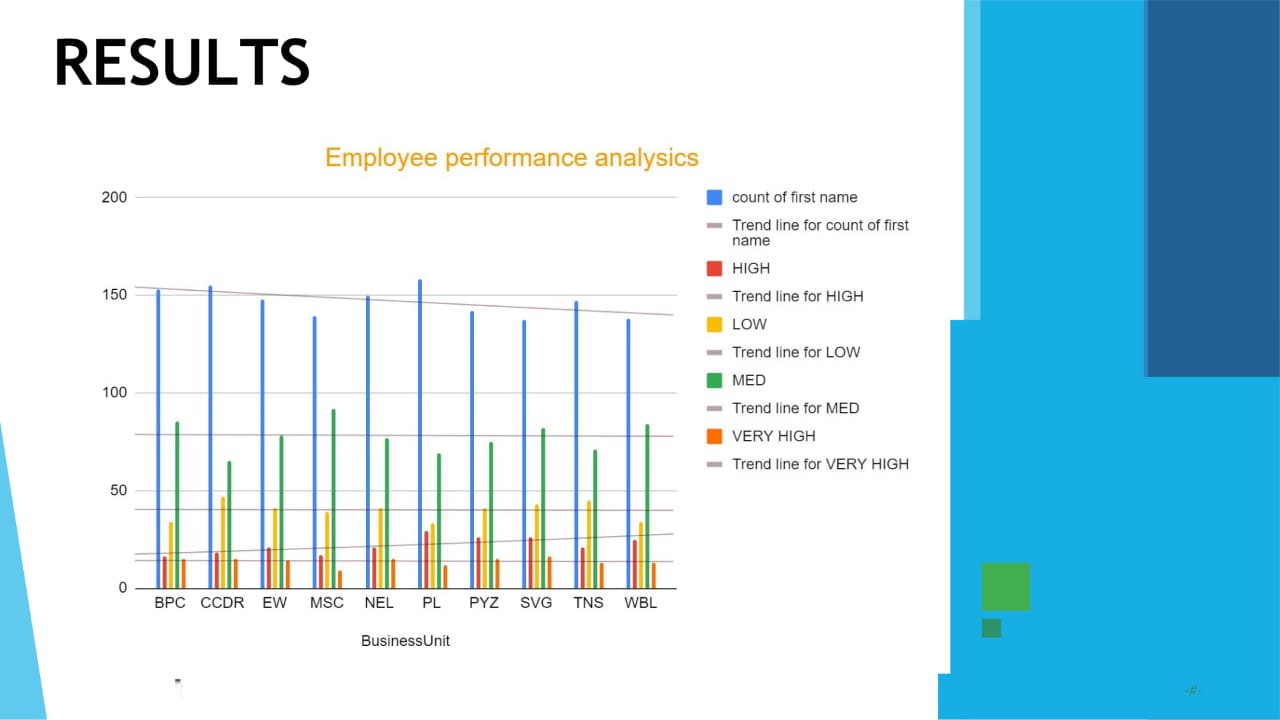 RESULTS
Employee performance analysics
200
150
100
50
0
BPC CCDR EW MSC NEL PL PYZ SVG TNS WBL
BusinessUnit
count of first name
Trend line for count of first
name
HIGH
Trend line for HIGH
LOW
Trend line for LOW
MED
Trend line for MED
VERY HIGH
Trend line for VERY HIGH
‹#›